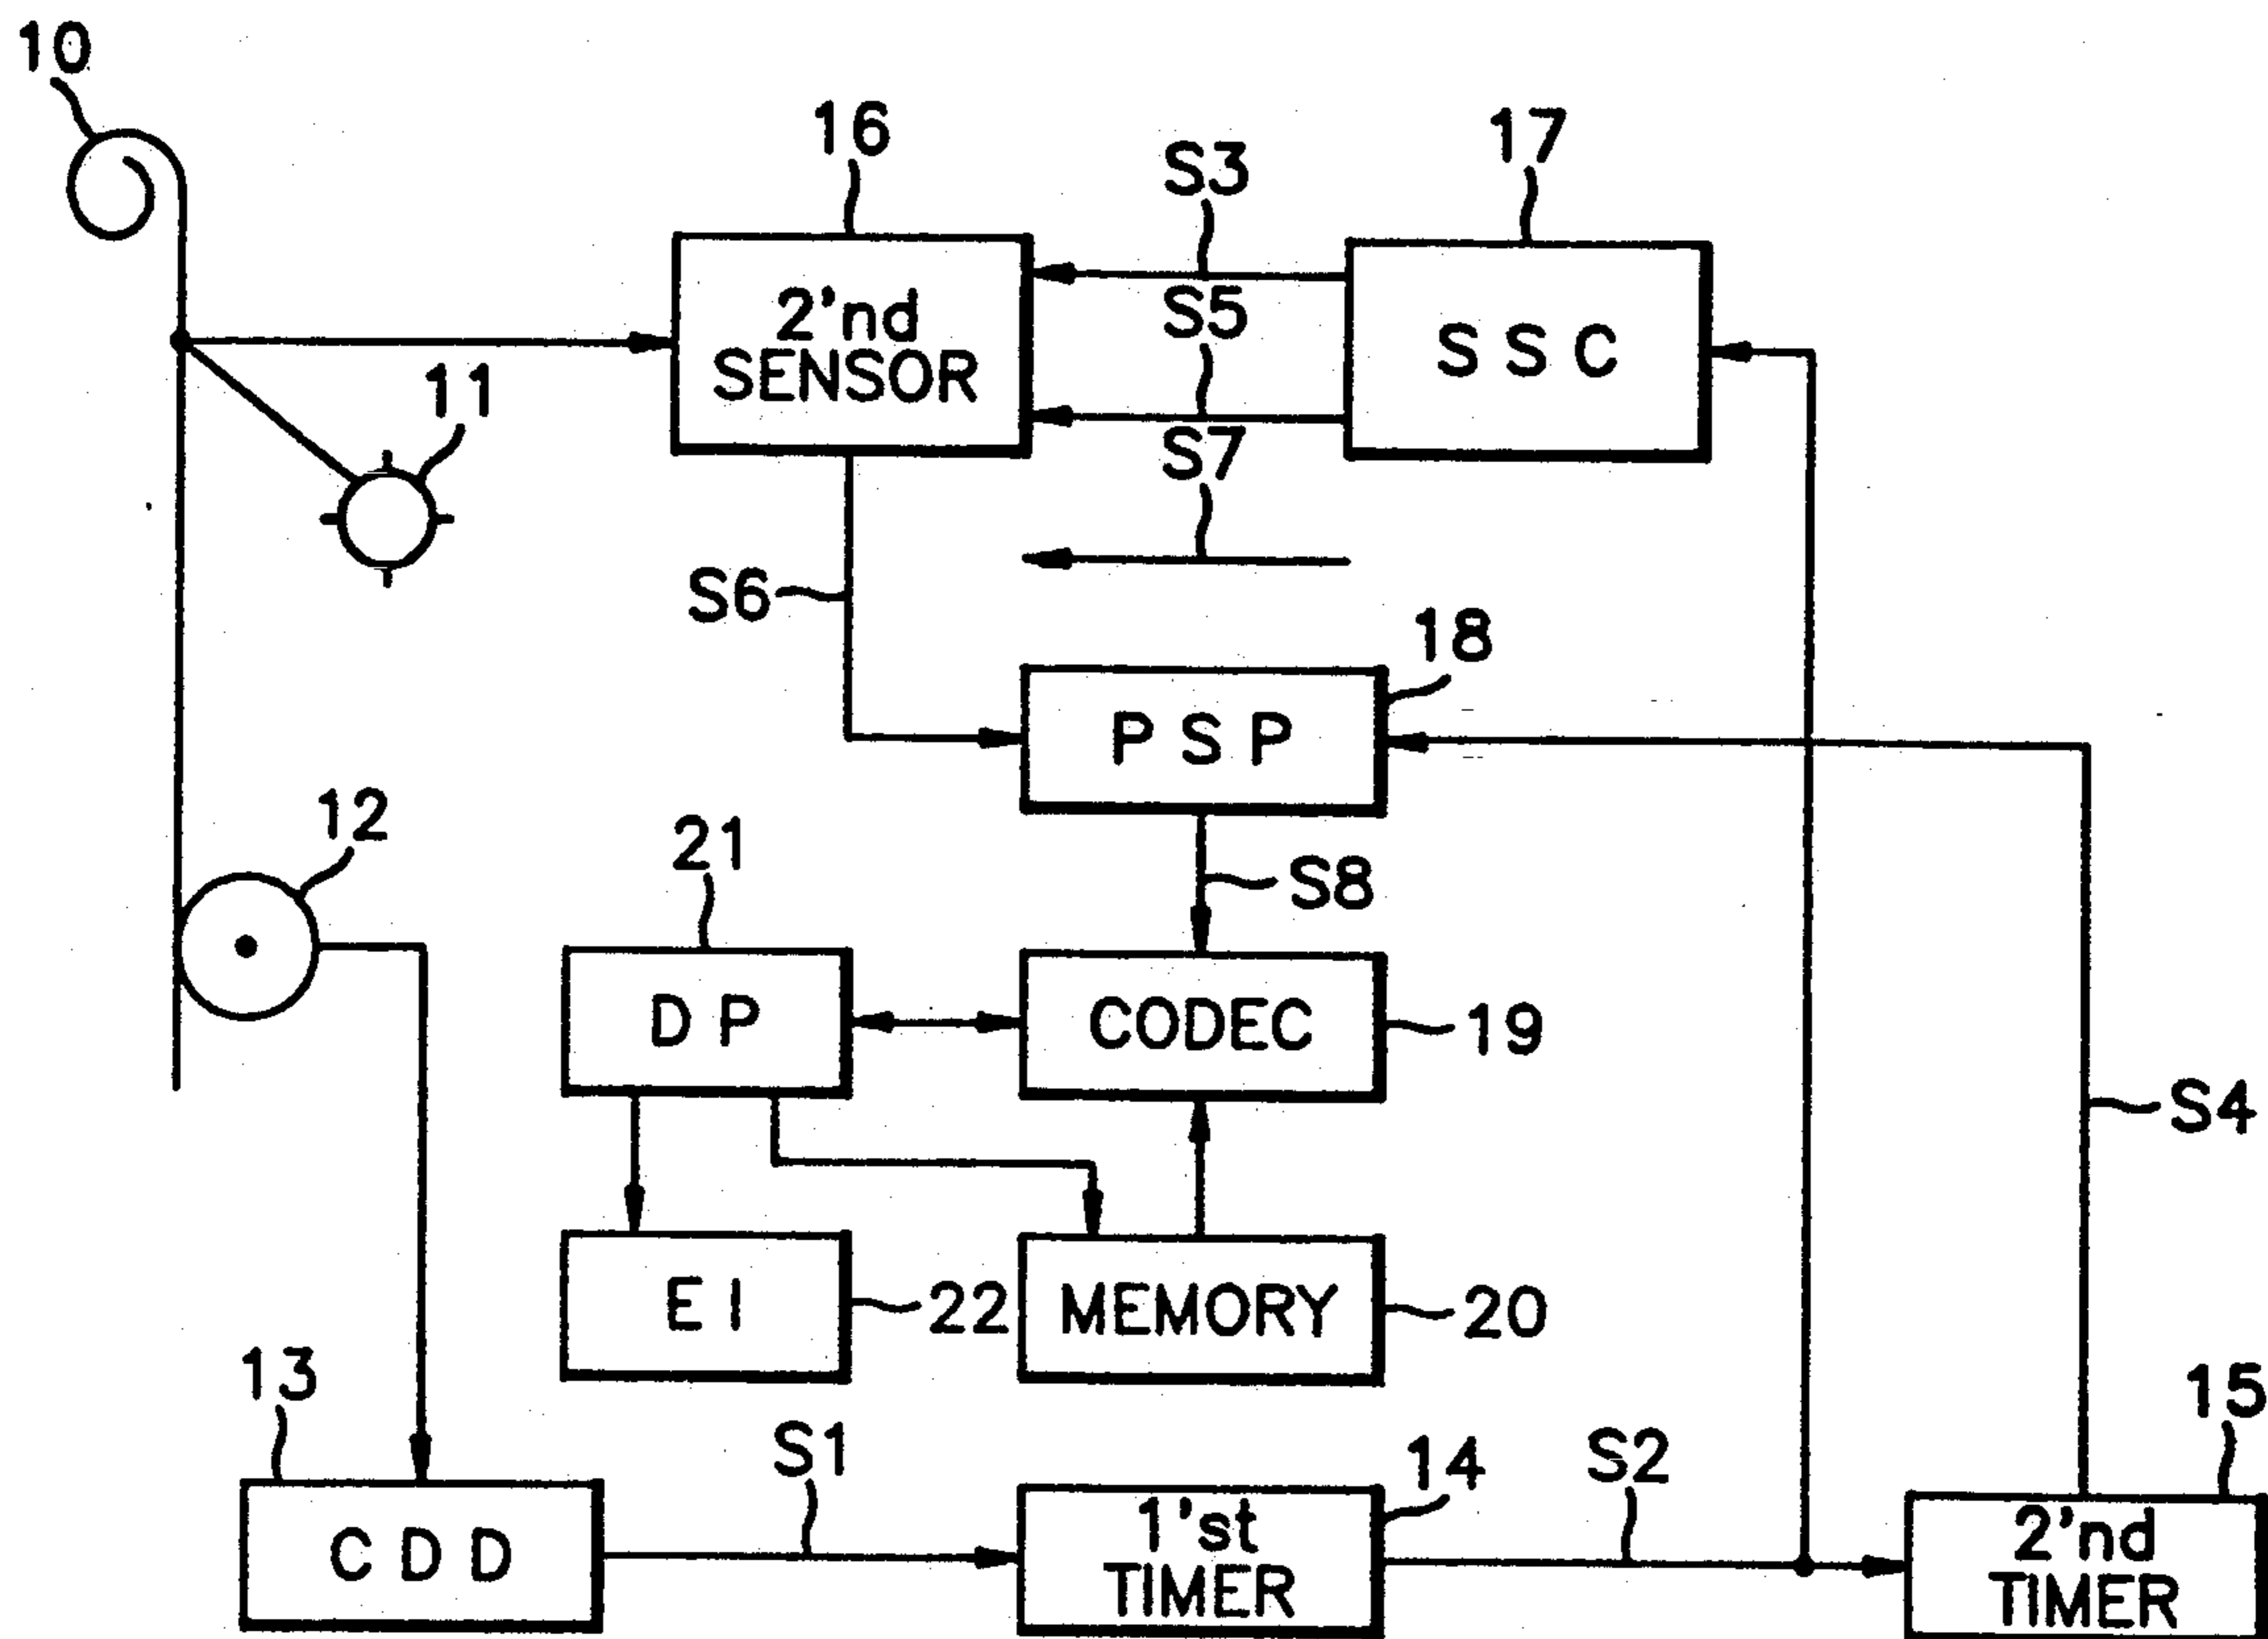 10
16
S3
17
2'nd
SENSOR
S5
S S C
11
S7
S6
18
P S P
12
21
S8
D P
CODEC
19
S4
E I
22
MEMORY
20
13
S1
14
S2
15
C D D
1'st
TIMER
2'nd
TIMER